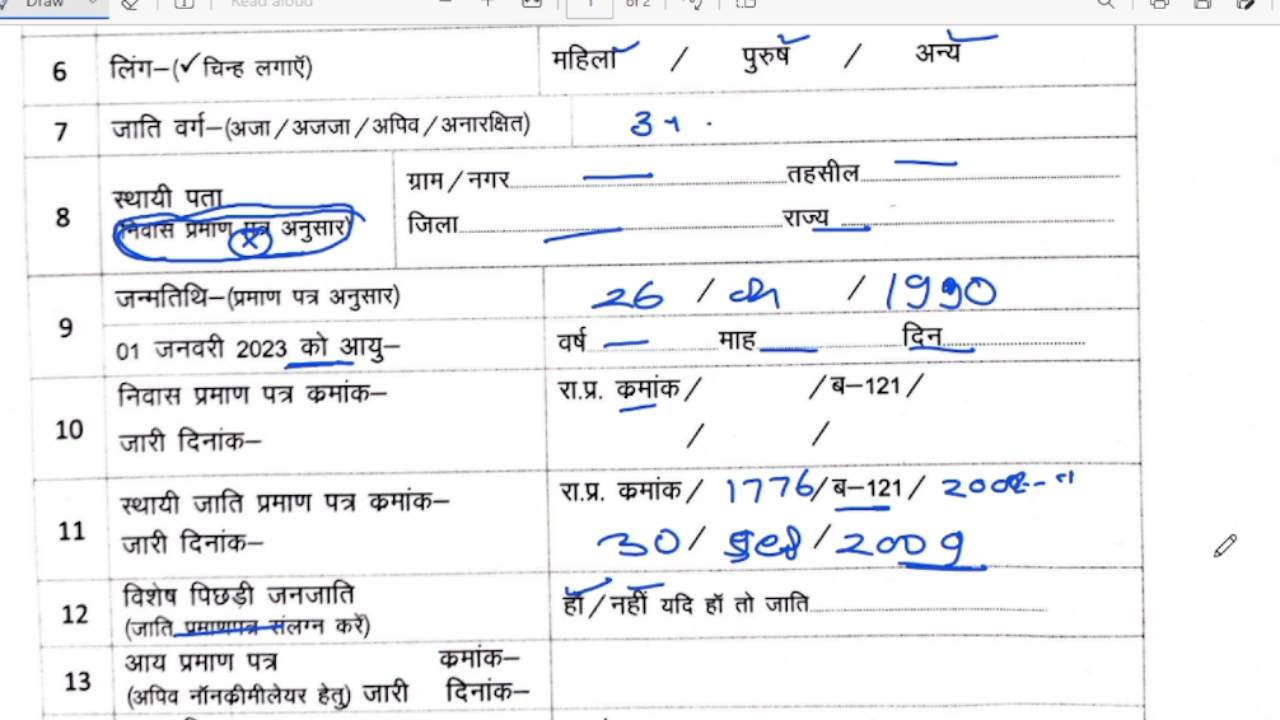 Draw
Read aloud
1 of 2
6 लिंग–(✓ चिन्ह लगाऍ) महिला / पुरुष / अन्य
7 जाति वर्ग–(अजा/अजजा/अपिव/अनारक्षित)
8 स्थायी पता
(निवास प्रमाण पत्र अनुसार)
ग्राम/नगर तहसील
जिला राज्य
9 जन्मतिथि–(प्रमाण पत्र अनुसार) 26 / / 1990
01 जनवरी 2023 को आयु– वर्ष माह दिन
10 निवास प्रमाण पत्र कमांक– रा.प्र. कमांक/ /ब–121/
जारी दिनांक– / /
11 स्थायी जाति प्रमाण पत्र कमांक– रा.प्र. कमांक/ 1776/ब–121/
जारी दिनांक– 30/ /2009
12 विशेष पिछड़ी जनजाति हॉ/नहीं यदि हॉ तो जाति
(जाति प्रमाणपत्र संलग्न करें)
13 आय प्रमाण पत्र कमांक–
(अपिव नॉनकीमीलेयर हेतु) जारी दिनांक–